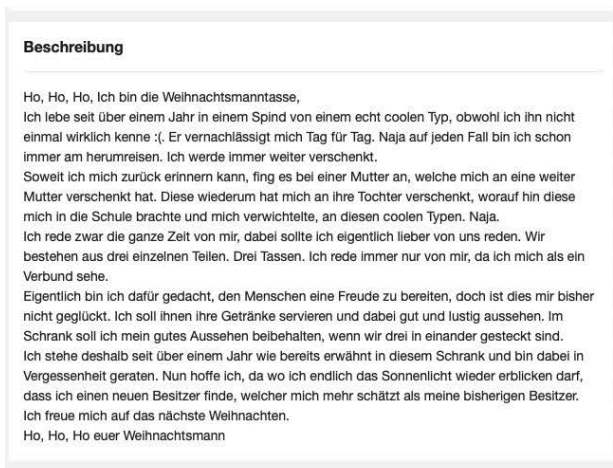 Beschreibung
Ho, Ho, Ho, Ich bin die Weihnachtsmanntasse,
Ich lebe seit über einem Jahr in einem Spind von einem echt coolen Typ, obwohl ich ihn nicht
einmal wirklich kenne :(. Er vernachlässigt mich Tag für Tag. Naja auf jeden Fall bin ich schon
immer am herumreisen. Ich werde immer weiter verschenkt.
Soweit ich mich zurück erinnern kann, fing es bei einer Mutter an, welche mich an eine weiter
Mutter verschenkt hat. Diese wiederum hat mich an ihre Tochter verschenkt, worauf hin diese
mich in die Schule brachte und mich verwichtelte, an diesen coolen Typen. Naja.
Ich rede zwar die ganze Zeit von mir, dabei sollte ich eigentlich lieber von uns reden. Wir
bestehen aus drei einzelnen Teilen. Drei Tassen. Ich rede immer nur von mir, da ich mich als ein
Verbund sehe.
Eigentlich bin ich dafür gedacht, den Menschen eine Freude zu bereiten, doch ist dies mir bisher
nicht geglückt. Ich soll ihnen ihre Getränke servieren und dabei gut und lustig aussehen. Im
Schrank soll ich mein gutes Aussehen beibehalten, wenn wir drei in einander gesteckt sind.
Ich stehe deshalb seit über einem Jahr wie bereits erwähnt in diesem Schrank und bin dabei in
Vergessenheit geraten. Nun hoffe ich, da wo ich endlich das Sonnenlicht wieder erblicken darf,
dass ich einen neuen Besitzer finde, welcher mich mehr schätzt als meine bisherigen Besitzer.
Ich freue mich auf das nächste Weihnachten.
Ho, Ho, Ho euer Weihnachtsmann